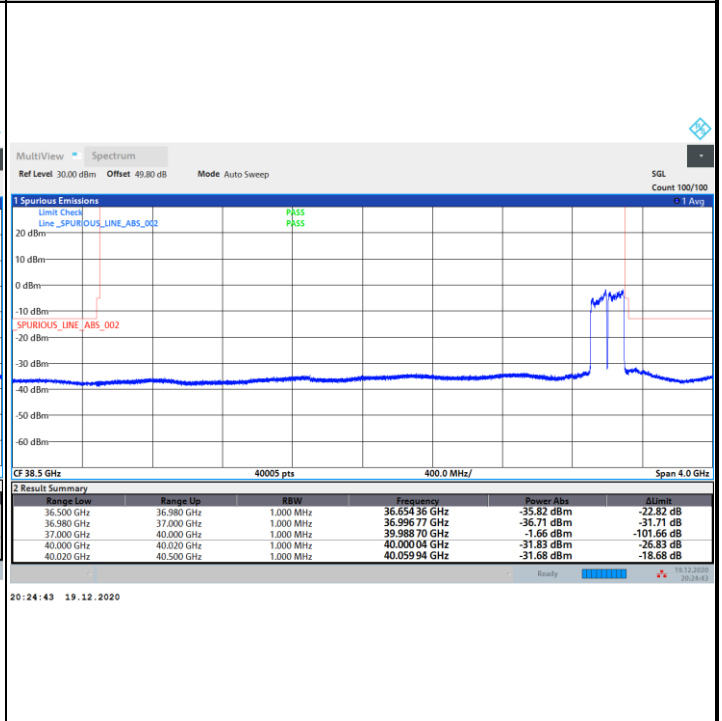 MultiView Spectrum
Ref Level 30.00 dBm Offset 49.80 dB Mode Auto Sweep SGL
Count 100/100
1 Spurious Emissions 1 Avg
Limit Check PASS
Line _SPURIOUS_LINE_ABS_002 PASS
20 dBm
10 dBm
0 dBm
-10 dBm
_SPURIOUS_LINE_ABS_002
-20 dBm
-30 dBm
-40 dBm
-50 dBm
-60 dBm
CF 38.5 GHz 40005 pts 400.0 MHz/ Span 4.0 GHz
2 Result Summary
Range Low Range Up RBW Frequency Power Abs ΔLimit
36.500 GHz 36.980 GHz 1.000 MHz 36.654 36 GHz -35.82 dBm -22.82 dB
36.980 GHz 37.000 GHz 1.000 MHz 36.996 77 GHz -36.71 dBm -31.71 dB
37.000 GHz 40.000 GHz 1.000 MHz 39.988 70 GHz -1.66 dBm -101.66 dB
40.000 GHz 40.020 GHz 1.000 MHz 40.000 04 GHz -31.83 dBm -26.83 dB
40.020 GHz 40.500 GHz 1.000 MHz 40.059 94 GHz -31.68 dBm -18.68 dB
Ready 19.12.2020
20:24:43
20:24:43 19.12.2020